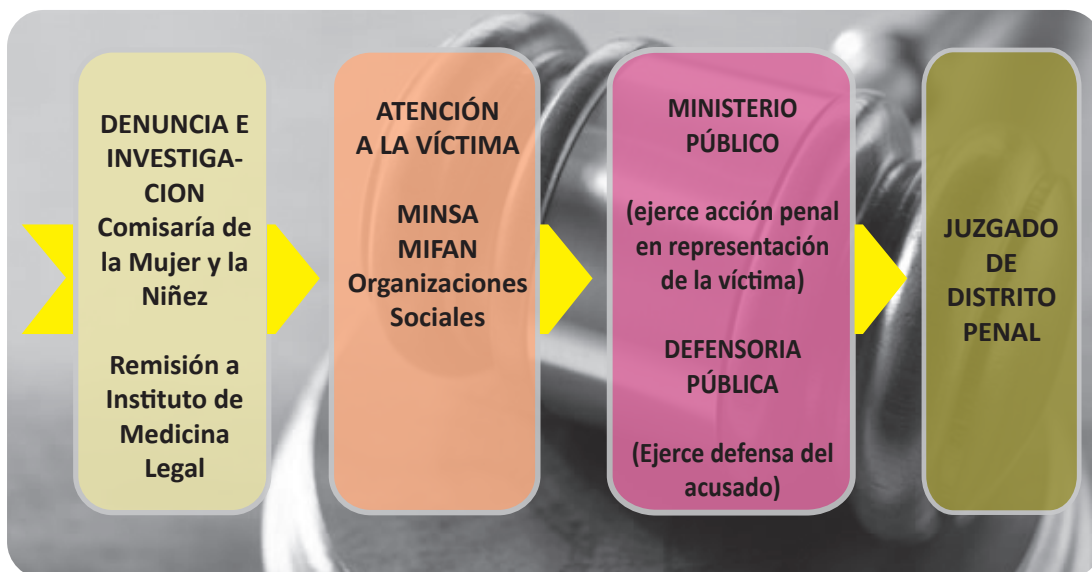 DENUNCIA E
INVESTIGA-
CION
Comisaría de
la Mujer y la
Niñez
Remisión a
Instituto de
Medicina
Legal
ATENCIÓN
A LA VÍCTIMA
MINSA
MIFAN
Organizaciones
Sociales
MINISTERIO
PÚBLICO
(ejerce acción penal
en representación
de la víctima)
DEFENSORIA
PÚBLICA
(Ejerce defensa del
acusado)
JUZGADO
DE
DISTRITO
PENAL